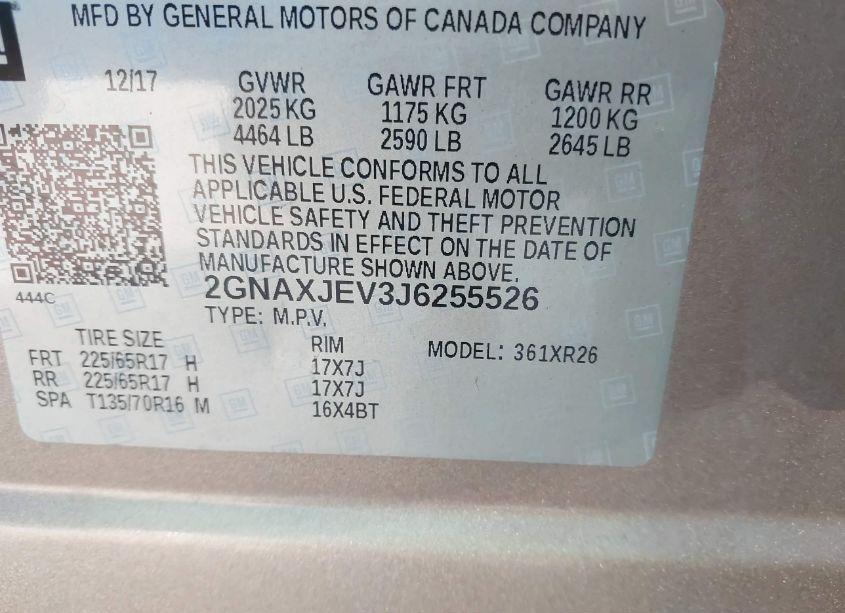 MFD BY GENERAL MOTORS OF CANADA COMPANY
12/17 GVWR GAWR FRT GAWR RR
2025 KG 1175 KG 1200 KG
4464 LB 2590 LB 2645 LB
THIS VEHICLE CONFORMS TO ALL
APPLICABLE U.S. FEDERAL MOTOR
VEHICLE SAFETY AND THEFT PREVENTION
STANDARDS IN EFFECT ON THE DATE OF
MANUFACTURE SHOWN ABOVE.
444C
2GNAXJEV3J6255526
TYPE: M.P.V.
TIRE SIZE RIM MODEL: 361XR26
FRT 225/65R17 H 17X7J
RR 225/65R17 H 17X7J
SPA T135/70R16 M 16X4BT